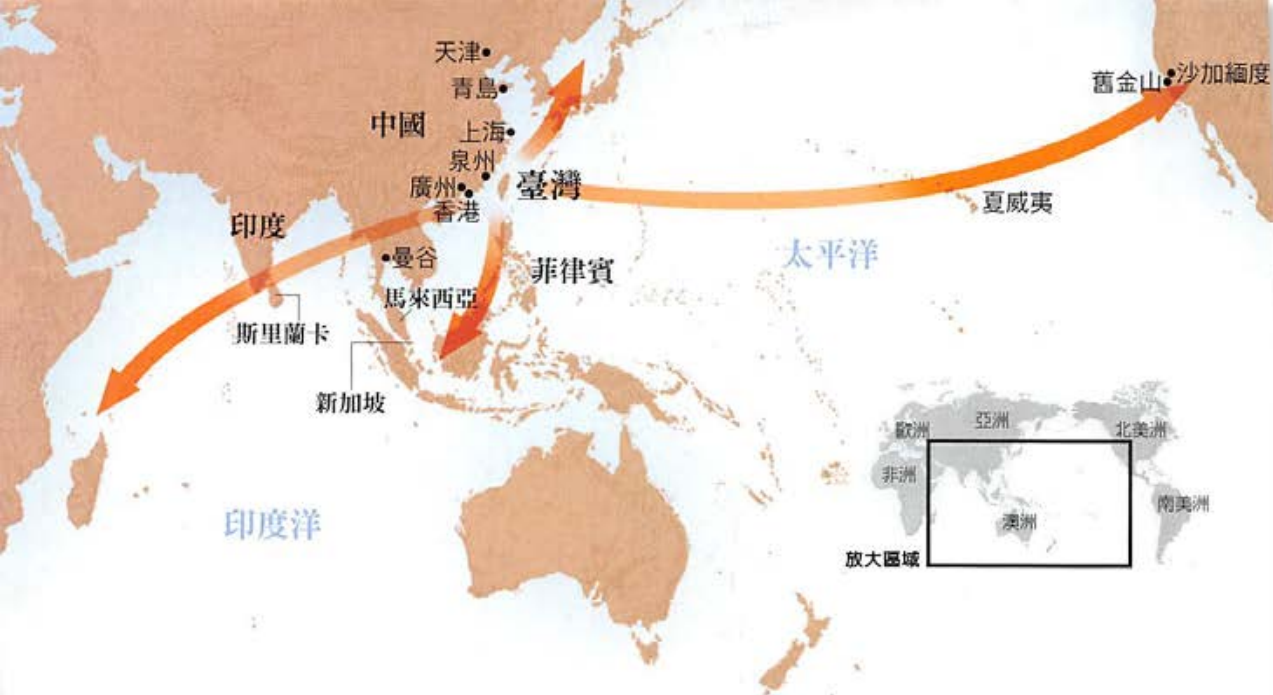 天津
青島
中國
上海
泉州
廣州
香港
臺灣
舊金山
沙加緬度
夏威夷
太平洋
印度
曼谷
菲律賓
馬來西亞
斯里蘭卡
新加坡
印度洋
歐洲
亞洲
北美洲
非洲
南美洲
澳洲
放大區域